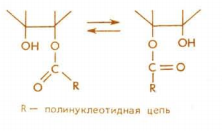 OH O O OH
C C=O
O R R
R — полинуклеотидная цепь